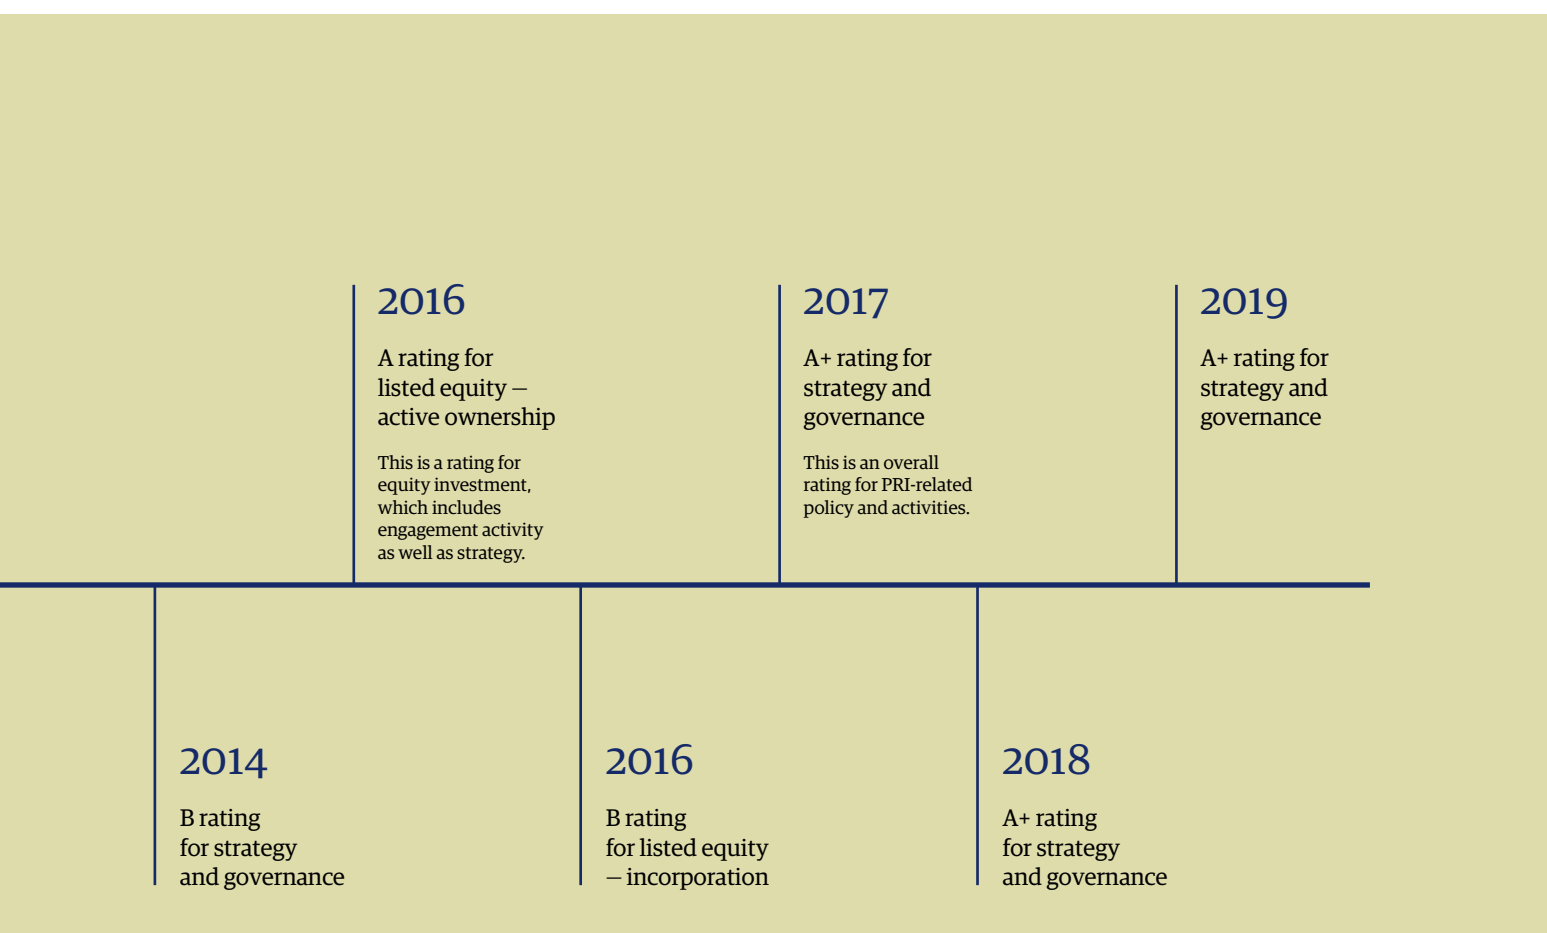 2016
A rating for
listed equity –
active ownership
This is a rating for
equity investment,
which includes
engagement activity
as well as strategy.
2017
A+ rating for
strategy and
governance
This is an overall
rating for PRI-related
policy and activities.
2019
A+ rating for
strategy and
governance
2014
B rating
for strategy
and governance
2016
B rating
for listed equity
– incorporation
2018
A+ rating
for strategy
and governance